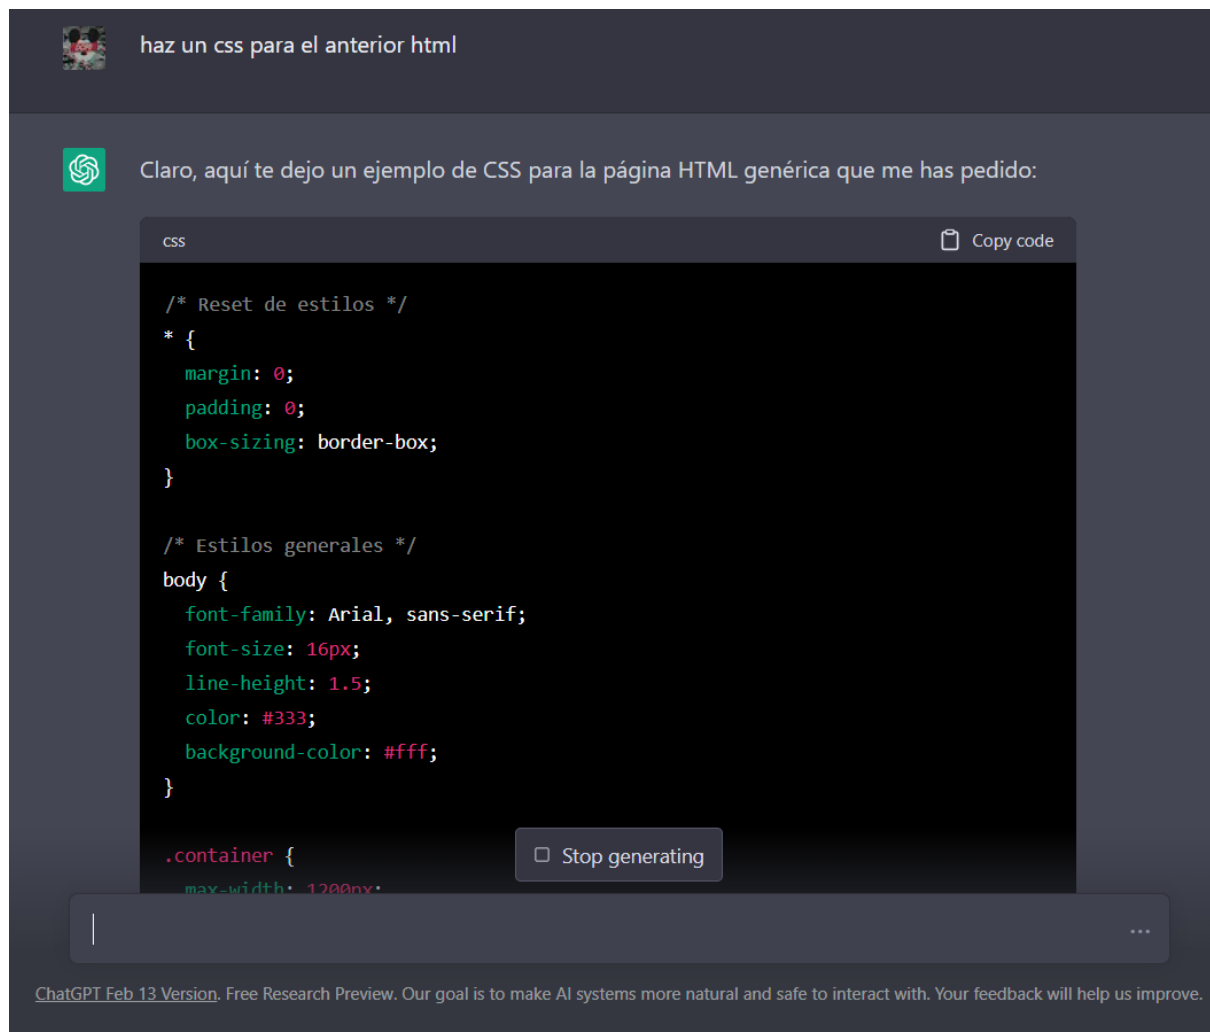 haz un css para el anterior html
Claro, aquí te dejo un ejemplo de CSS para la página HTML genérica que me has pedido:
css
Copy code
/* Reset de estilos */
* {
  margin: 0;
  padding: 0;
  box-sizing: border-box;
}
/* Estilos generales */
body {
  font-family: Arial, sans-serif;
  font-size: 16px;
  line-height: 1.5;
  color: #333;
  background-color: #fff;
}
.container {
  max-width: 1200px;
Stop generating
ChatGPT Feb 13 Version. Free Research Preview. Our goal is to make AI systems more natural and safe to interact with. Your feedback will help us improve.